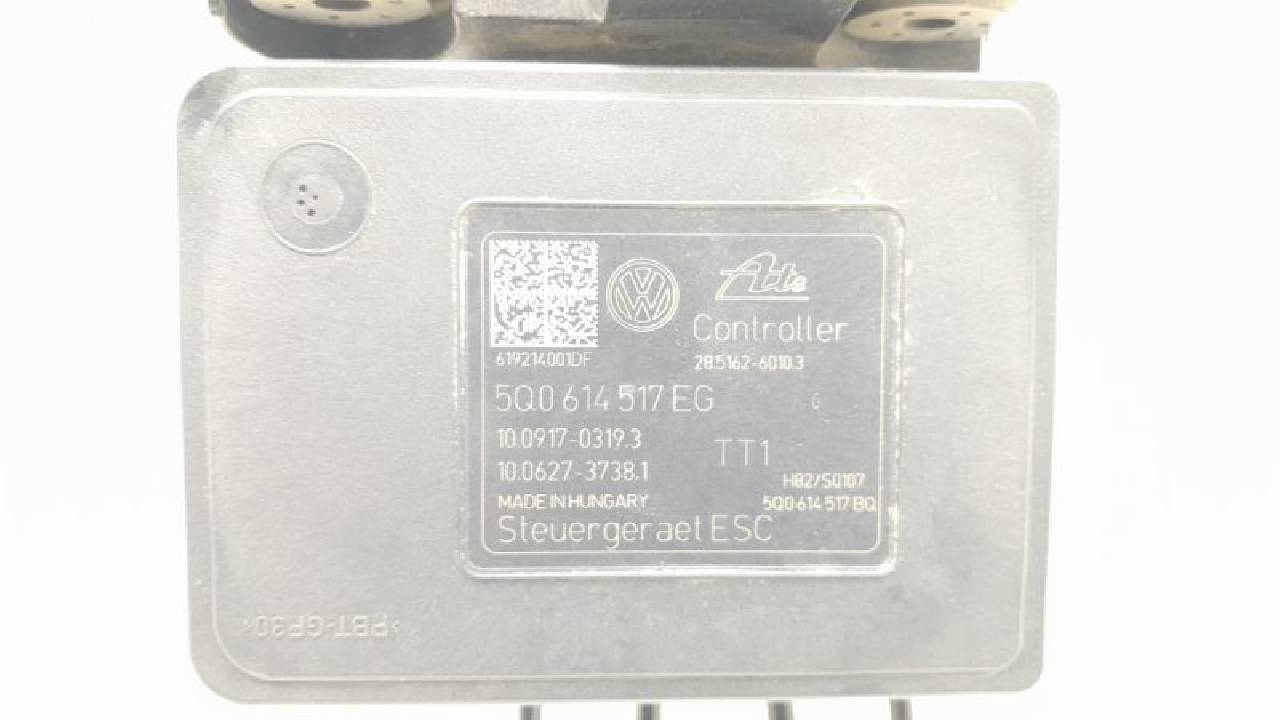 Ate
Controller
619214001DF
28.5162-6010.3
5Q0 614 517 EG
6
10.0917-0319.3
TT1
10.0627-3738.1
H82/S0107
MADE IN HUNGARY
5Q0 614 517 BQ
Steuergeraet ESC
>PBT-GF30<